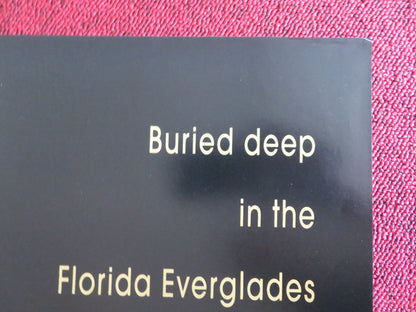 Buried deep
in the
Florida Everglades